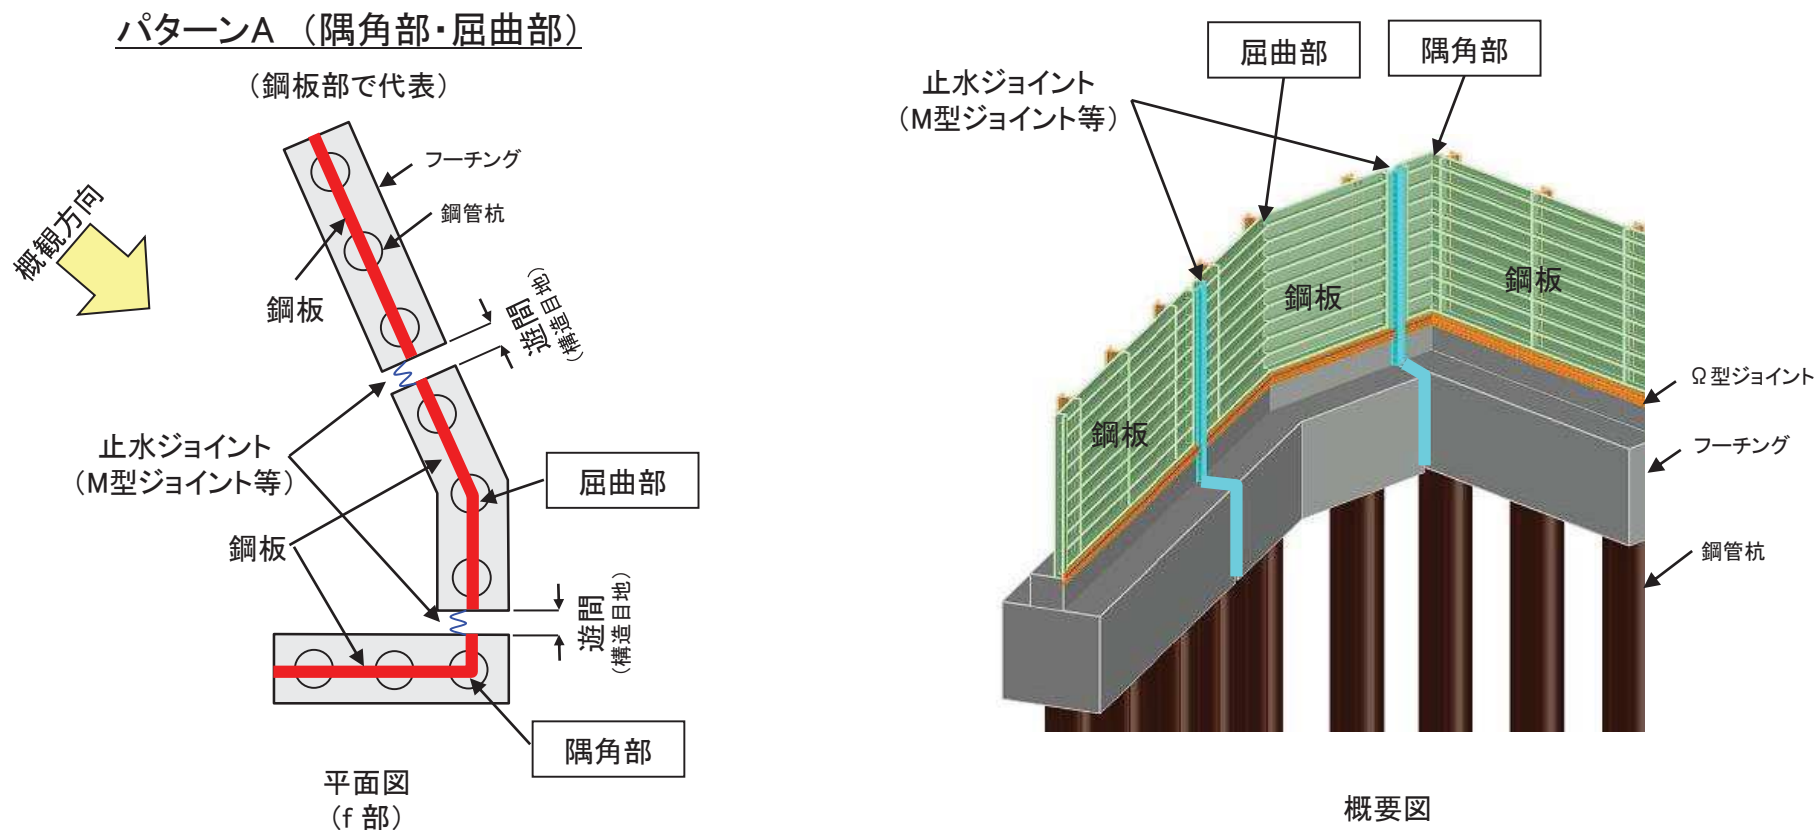 パターンA （隅角部・屈曲部）
（鋼板部で代表）
概観方向
フーチング
鋼管杭
鋼板
遊間
（構造目地）
止水ジョイント
（M型ジョイント等）
屈曲部
鋼板
遊間
（構造目地）
隅角部
平面図
（f 部）
屈曲部
隅角部
止水ジョイント
（M型ジョイント等）
鋼板
鋼板
鋼板
Ω型ジョイント
フーチング
鋼管杭
概要図